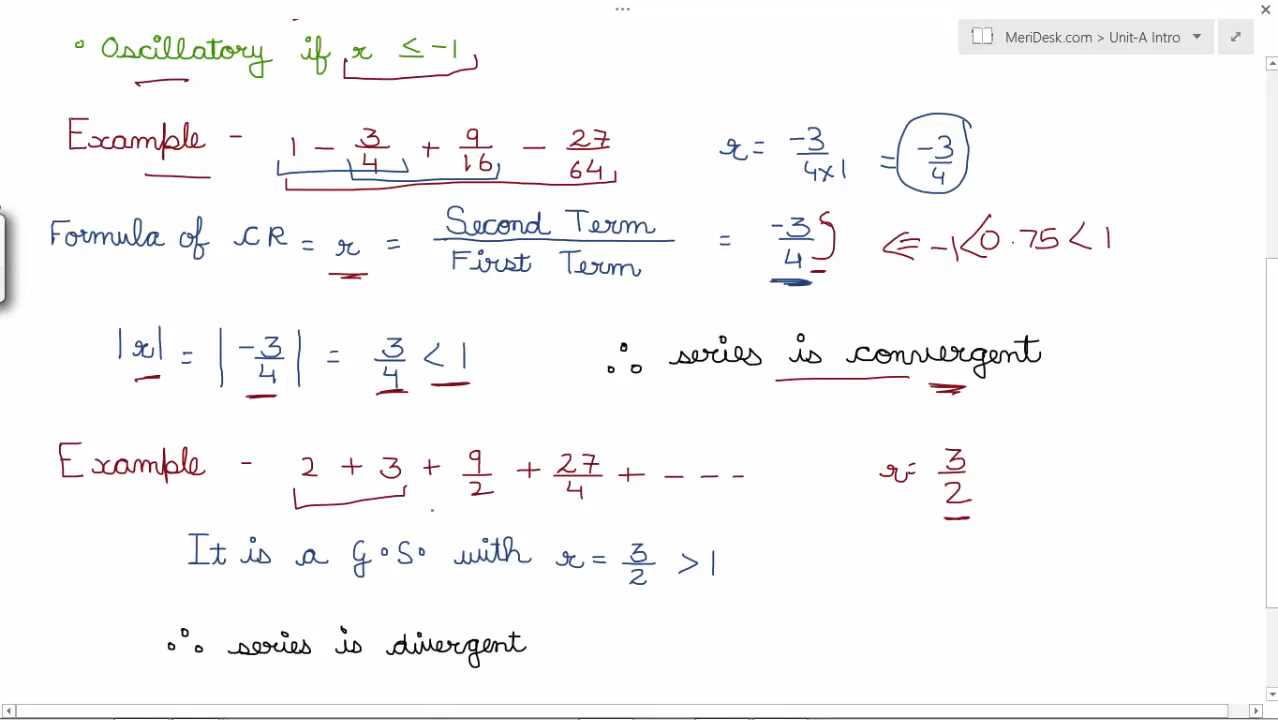 MeriDesk.com > Unit-A Intro
• Oscillatory if r ≤ -1
Example - 1 - 3/4 + 9/16 - 27/64 r = -3/4×1 = -3/4
Formula of CR = r = Second Term/First Term = -3/4 <= -1<0.75<1
|r| = |-3/4| = 3/4 < 1 ∴ series is convergent
Example - 2 + 3 + 9/2 + 27/4 + - - - r= 3/2
It is a G.S. with r = 3/2 > 1
∴ series is divergent